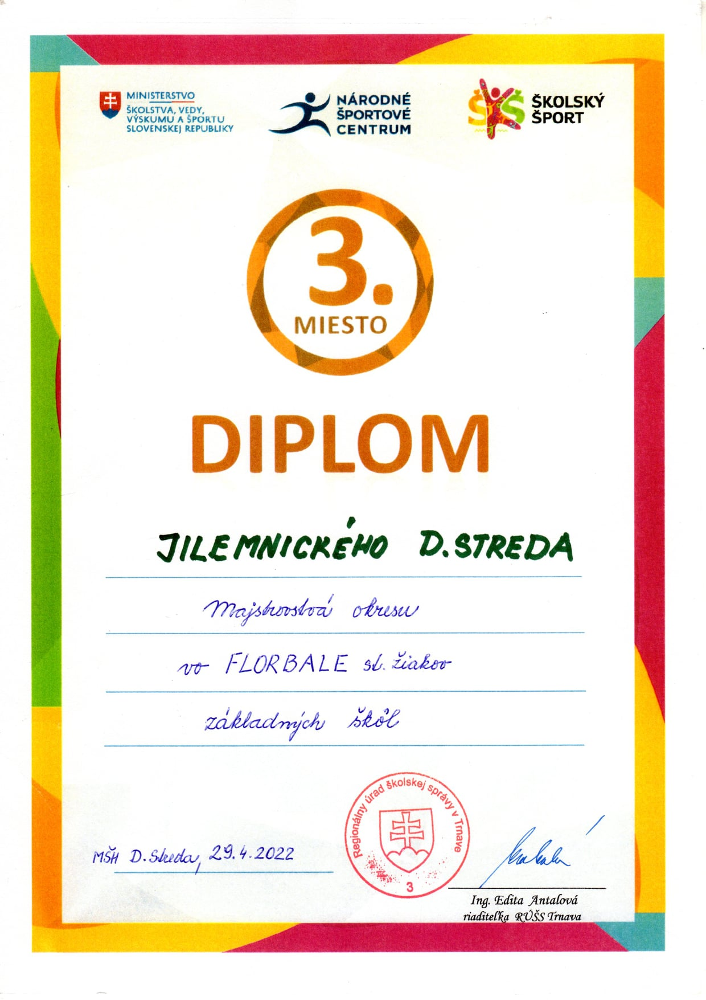 MINISTERSTVO
ŠKOLSTVA, VEDY,
VÝSKUMU A ŠPORTU
SLOVENSKEJ REPUBLIKY
NÁRODNÉ
ŠPORTOVÉ
CENTRUM
ŠŠ
ŠKOLSKÝ
ŠPORT
3.
MIESTO
DIPLOM
JILEMNICKÉHO D.STREDA
Majstrovstvá okresu
vo FLORBALE st. žiakov
základných škôl
Regionálny úrad školskej správy v Trnave
3
MŠH D. Streda, 29.4.2022
Ing. Edita Antalová
riaditeľka RÚŠS Trnava